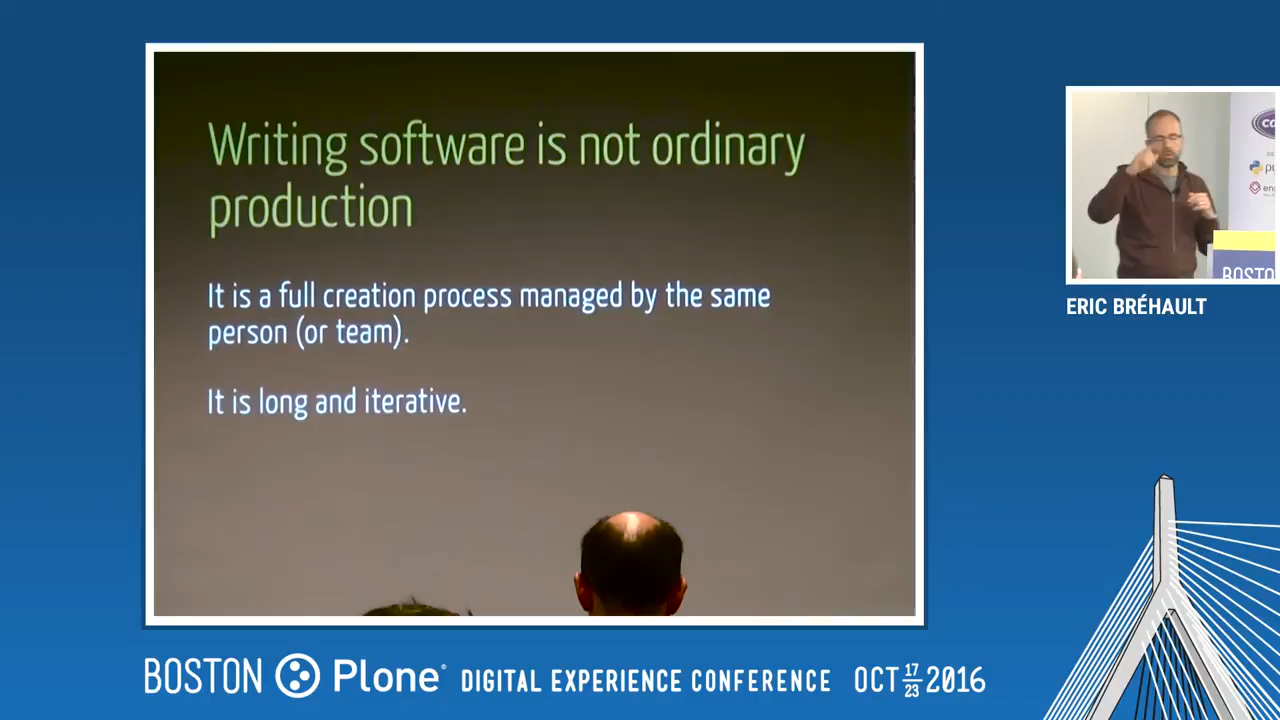 Writing software is not ordinary
production
It is a full creation process managed by the same
person (or team).
It is long and iterative.
BOSTON
ERIC BRÉHAULT
BOSTON Plone® DIGITAL EXPERIENCE CONFERENCE OCT 17 23 2016